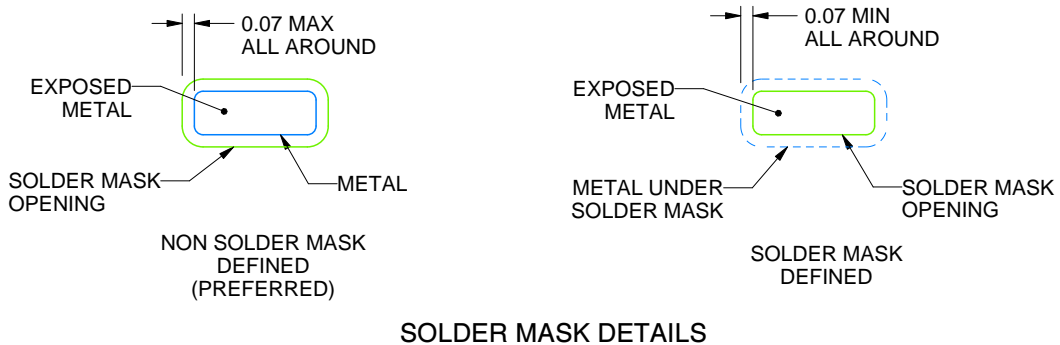 0.07 MAX
ALL AROUND
EXPOSED
METAL
SOLDER MASK
OPENING
METAL
NON SOLDER MASK
DEFINED
(PREFERRED)
0.07 MIN
ALL AROUND
EXPOSED
METAL
METAL UNDER
SOLDER MASK
SOLDER MASK
OPENING
SOLDER MASK
DEFINED
SOLDER MASK DETAILS